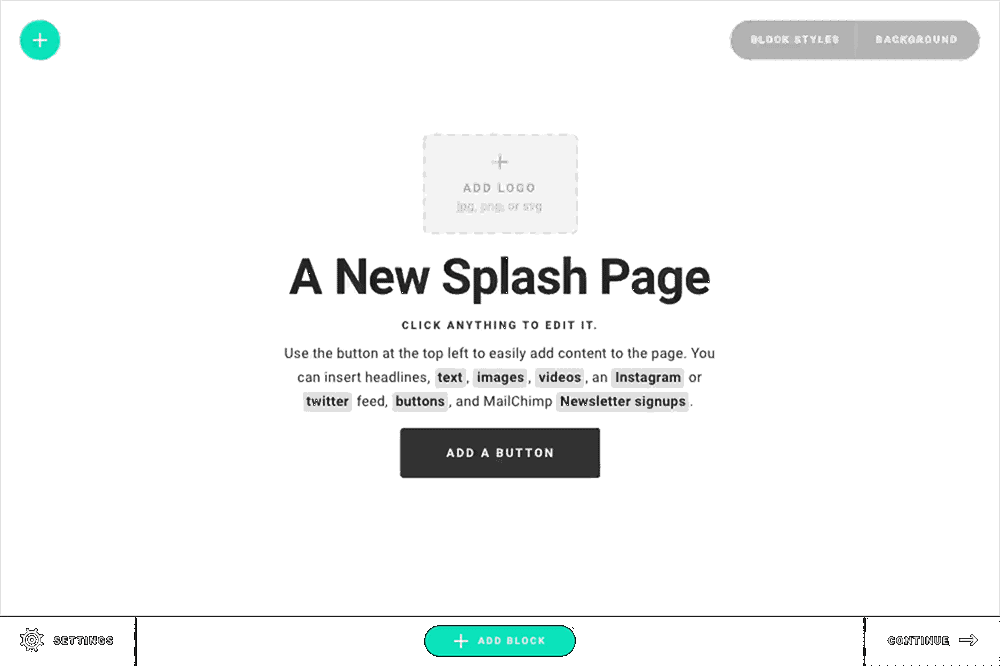 BLOCK STYLES
BACKGROUND
ADD LOGO
jpg, png, or svg
A New Splash Page
CLICK ANYTHING TO EDIT IT.
Use the button at the top left to easily add content to the page. You
can insert headlines, text, images, videos, an Instagram or
twitter feed, buttons, and MailChimp Newsletter signups.
ADD A BUTTON
SETTINGS
ADD BLOCK
CONTINUE